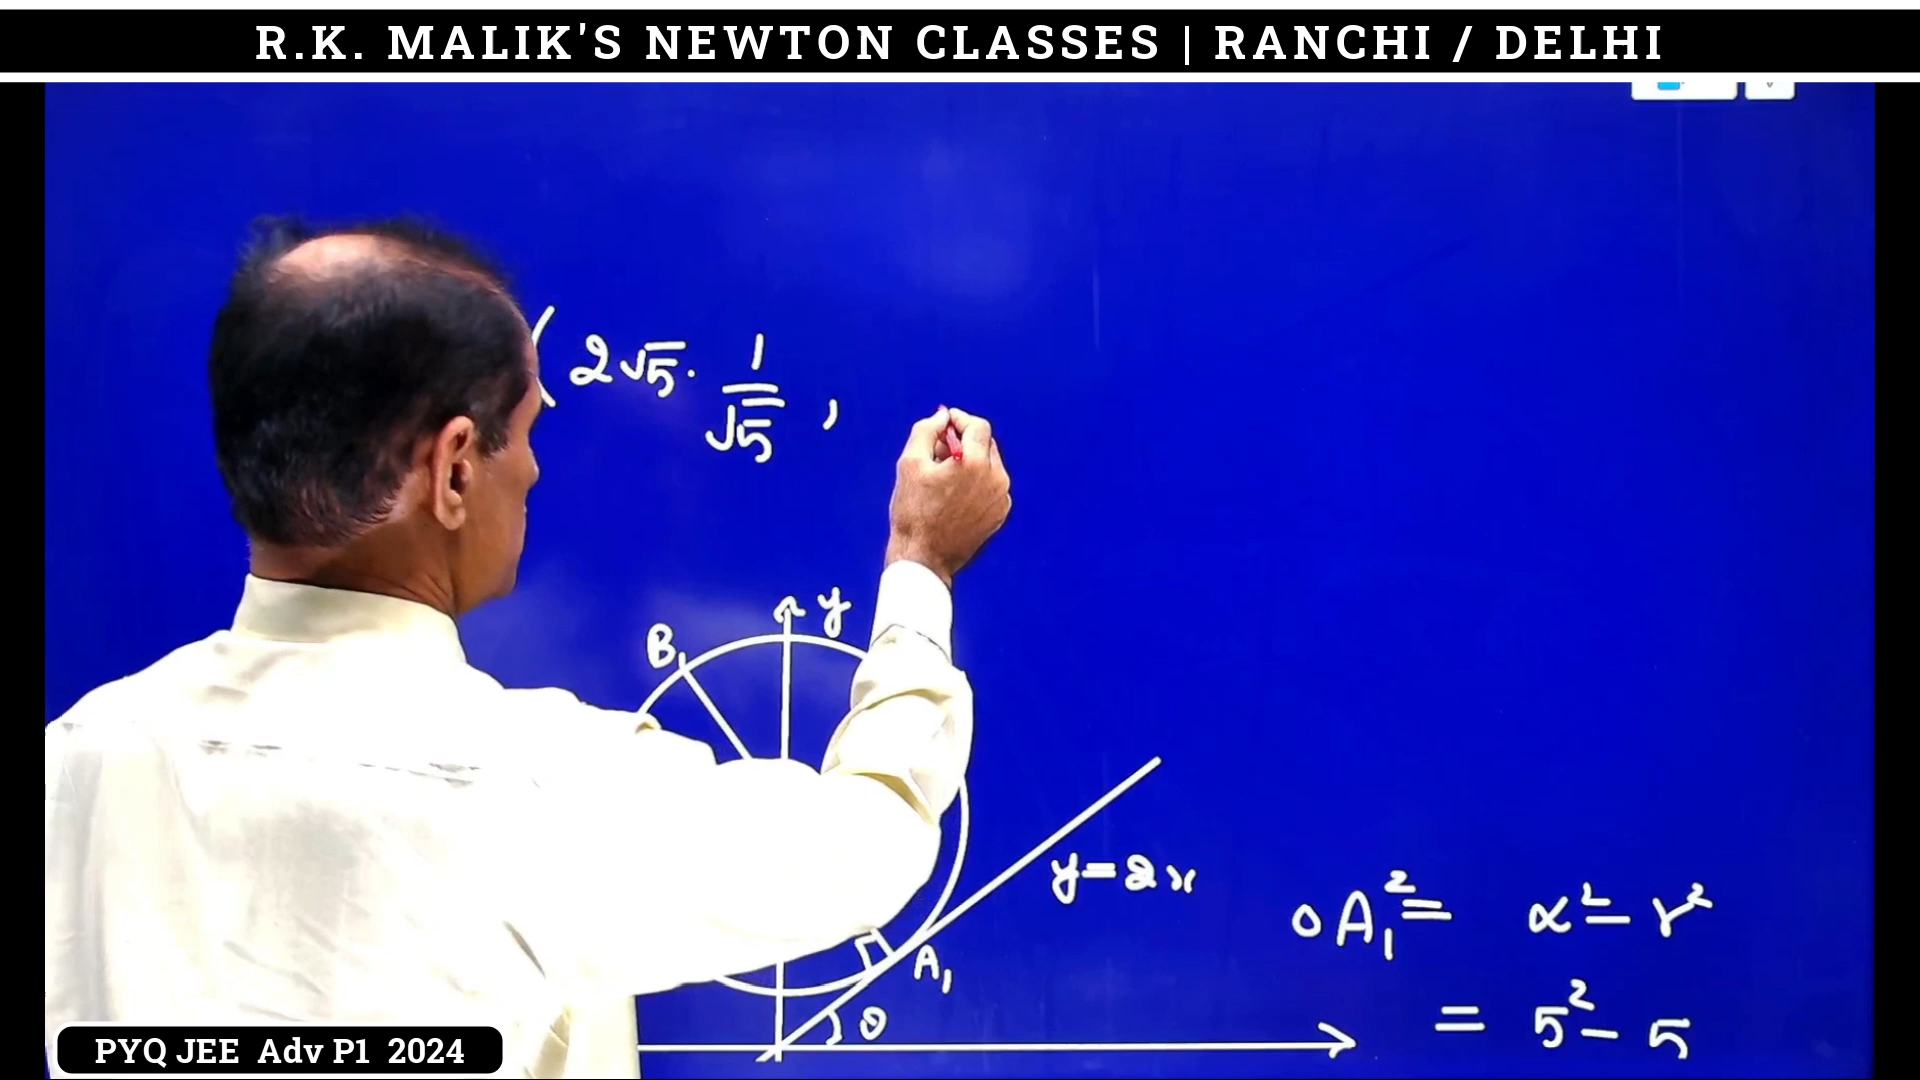 R.K. MALIK'S NEWTON CLASSES | RANCHI / DELHI
( 2√5 · 1/√5 ,
y
B₁
y = 2x
A₁
θ
OA₁² = α² - r²
= 5² - 5
PYQ JEE Adv P1 2024